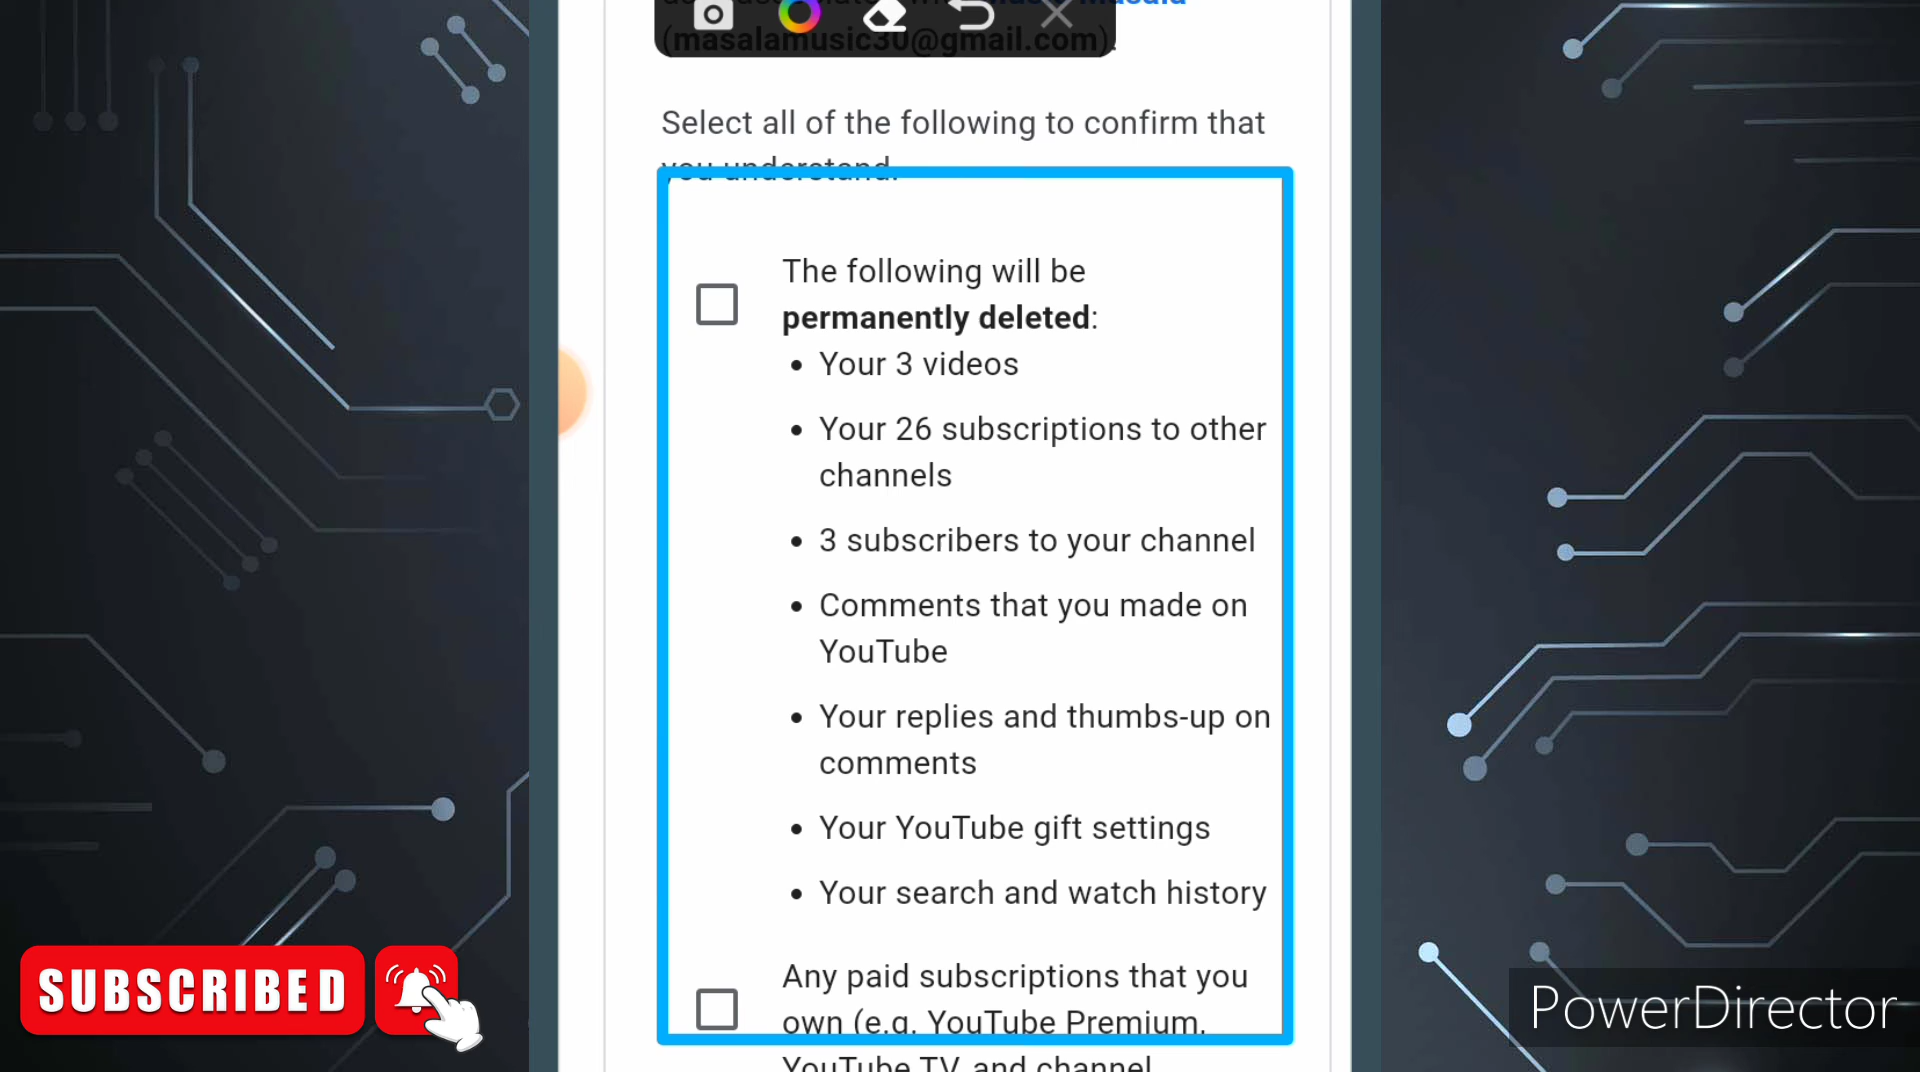 Masala
(masalamusic30@gmail.com).
Select all of the following to confirm that
you understand.
The following will be
permanently deleted:
• Your 3 videos
• Your 26 subscriptions to other
channels
• 3 subscribers to your channel
• Comments that you made on
YouTube
• Your replies and thumbs-up on
comments
• Your YouTube gift settings
• Your search and watch history
Any paid subscriptions that you
own (e.g. YouTube Premium,
YouTube TV, and channel
SUBSCRIBED
PowerDirector